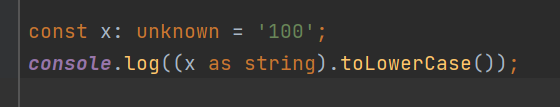 const x: unknown = '100';
console.log((x as string).toLowerCase());